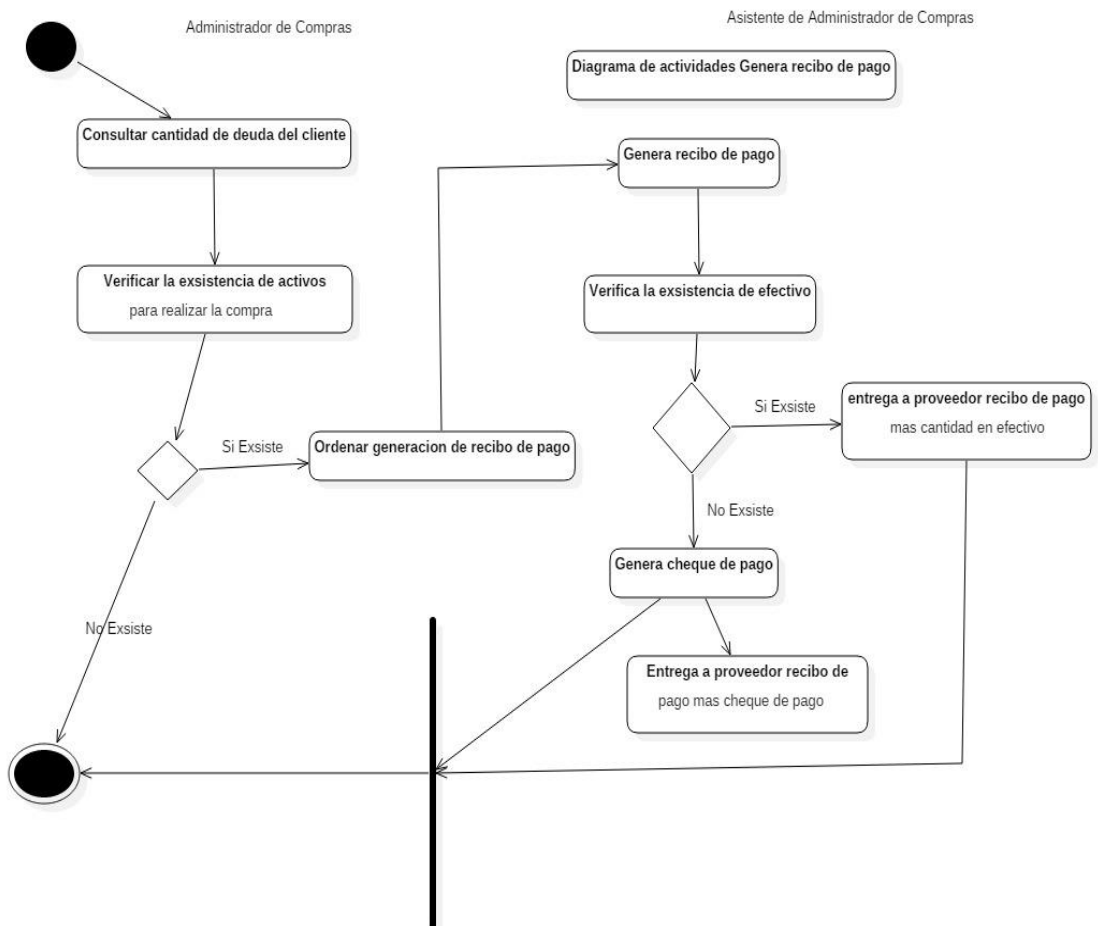 Administrador de Compras
Asistente de Administrador de Compras
Diagrama de actividades Genera recibo de pago
Consultar cantidad de deuda del cliente
Genera recibo de pago
Verificar la exsistencia de activos
para realizar la compra
Verifica la exsistencia de efectivo
Si Exsiste
entrega a proveedor recibo de pago
mas cantidad en efectivo
Si Exsiste
Ordenar generacion de recibo de pago
No Exsiste
Genera cheque de pago
No Exsiste
Entrega a proveedor recibo de
pago mas cheque de pago